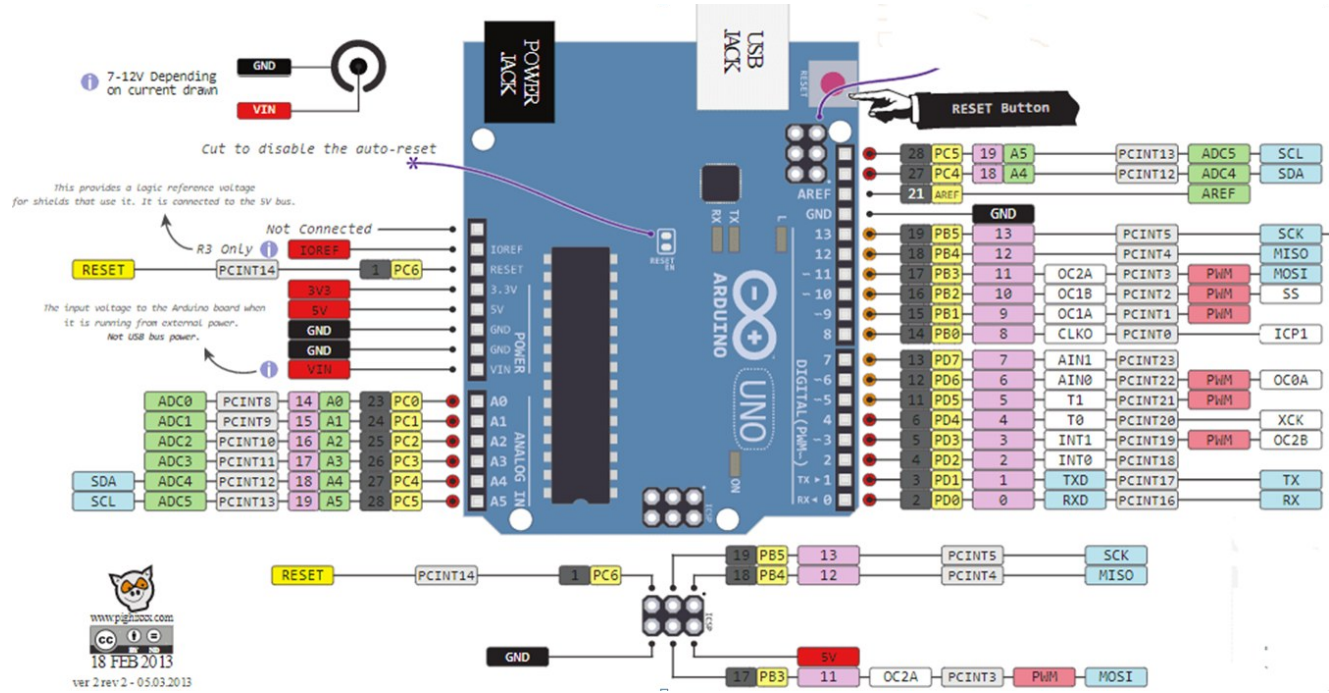 POWER JACK
USB JACK
RESET
RESET Button
GND
VIN
7-12V Depending
on current drawn
Cut to disable the auto-reset
This provides a logic reference voltage
for shields that use it. It is connected to the 5V bus.
Not Connected
R3 Only i IOREF
RESET PCINT14 1 PC6
3V3
5V
GND
GND
VIN
The input voltage to the Arduino board when
it is running from external power.
Not USB bus power.
ADC0 PCINT8 14 A0 23 PC0
ADC1 PCINT9 15 A1 24 PC1
ADC2 PCINT10 16 A2 25 PC2
ADC3 PCINT11 17 A3 26 PC3
SDA ADC4 PCINT12 18 A4 27 PC4
SCL ADC5 PCINT13 19 A5 28 PC5
IOREF
RESET
3.3V
5V
GND
GND
VIN
POWER
A0
A1
A2
A3
A4
A5
ANALOG IN
RESET
EN
RX
TX
L
ARDUINO
UNO
ON
ICSP
AREF
GND
13
12
~11
~10
~9
8
7
~6
~5
4
~3
2
TX ▸ 1
RX ◂ 0
DIGITAL (PWM~)
28 PC5 19 A5 PCINT13 ADC5 SCL
27 PC4 18 A4 PCINT12 ADC4 SDA
21 AREF AREF
GND
19 PB5 13 PCINT5 SCK
18 PB4 12 PCINT4 MISO
17 PB3 11 OC2A PCINT3 PWM MOSI
16 PB2 10 OC1B PCINT2 PWM SS
15 PB1 9 OC1A PCINT1 PWM
14 PB0 8 CLKO PCINT0 ICP1
13 PD7 7 AIN1 PCINT23
12 PD6 6 AIN0 PCINT22 PWM OC0A
11 PD5 5 T1 PCINT21 PWM
6 PD4 4 T0 PCINT20 XCK
5 PD3 3 INT1 PCINT19 PWM OC2B
4 PD2 2 INT0 PCINT18
3 PD1 1 TXD PCINT17 TX
2 PD0 0 RXD PCINT16 RX
19 PB5 13 PCINT5 SCK
RESET PCINT14 1 PC6
18 PB4 12 PCINT4 MISO
ICSP
GND
5V
17 PB3 11 OC2A PCINT3 PWM MOSI
www.pighixxx.com
cc BY ND
18 FEB 2013
ver 2 rev 2 - 05.03.2013